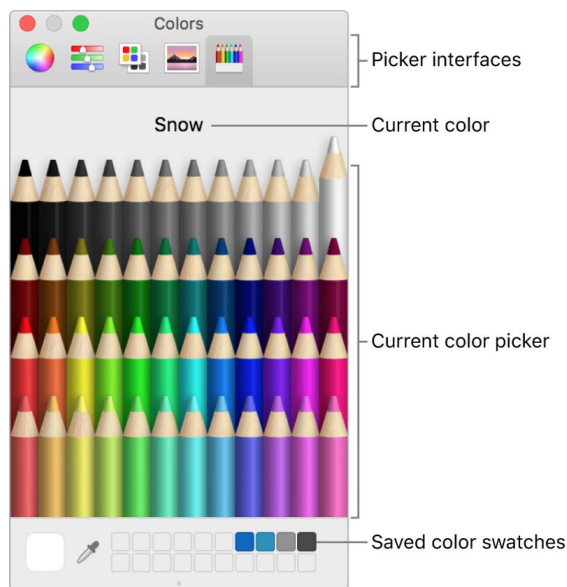 Colors
Picker interfaces
Snow
Current color
Current color picker
Saved color swatches